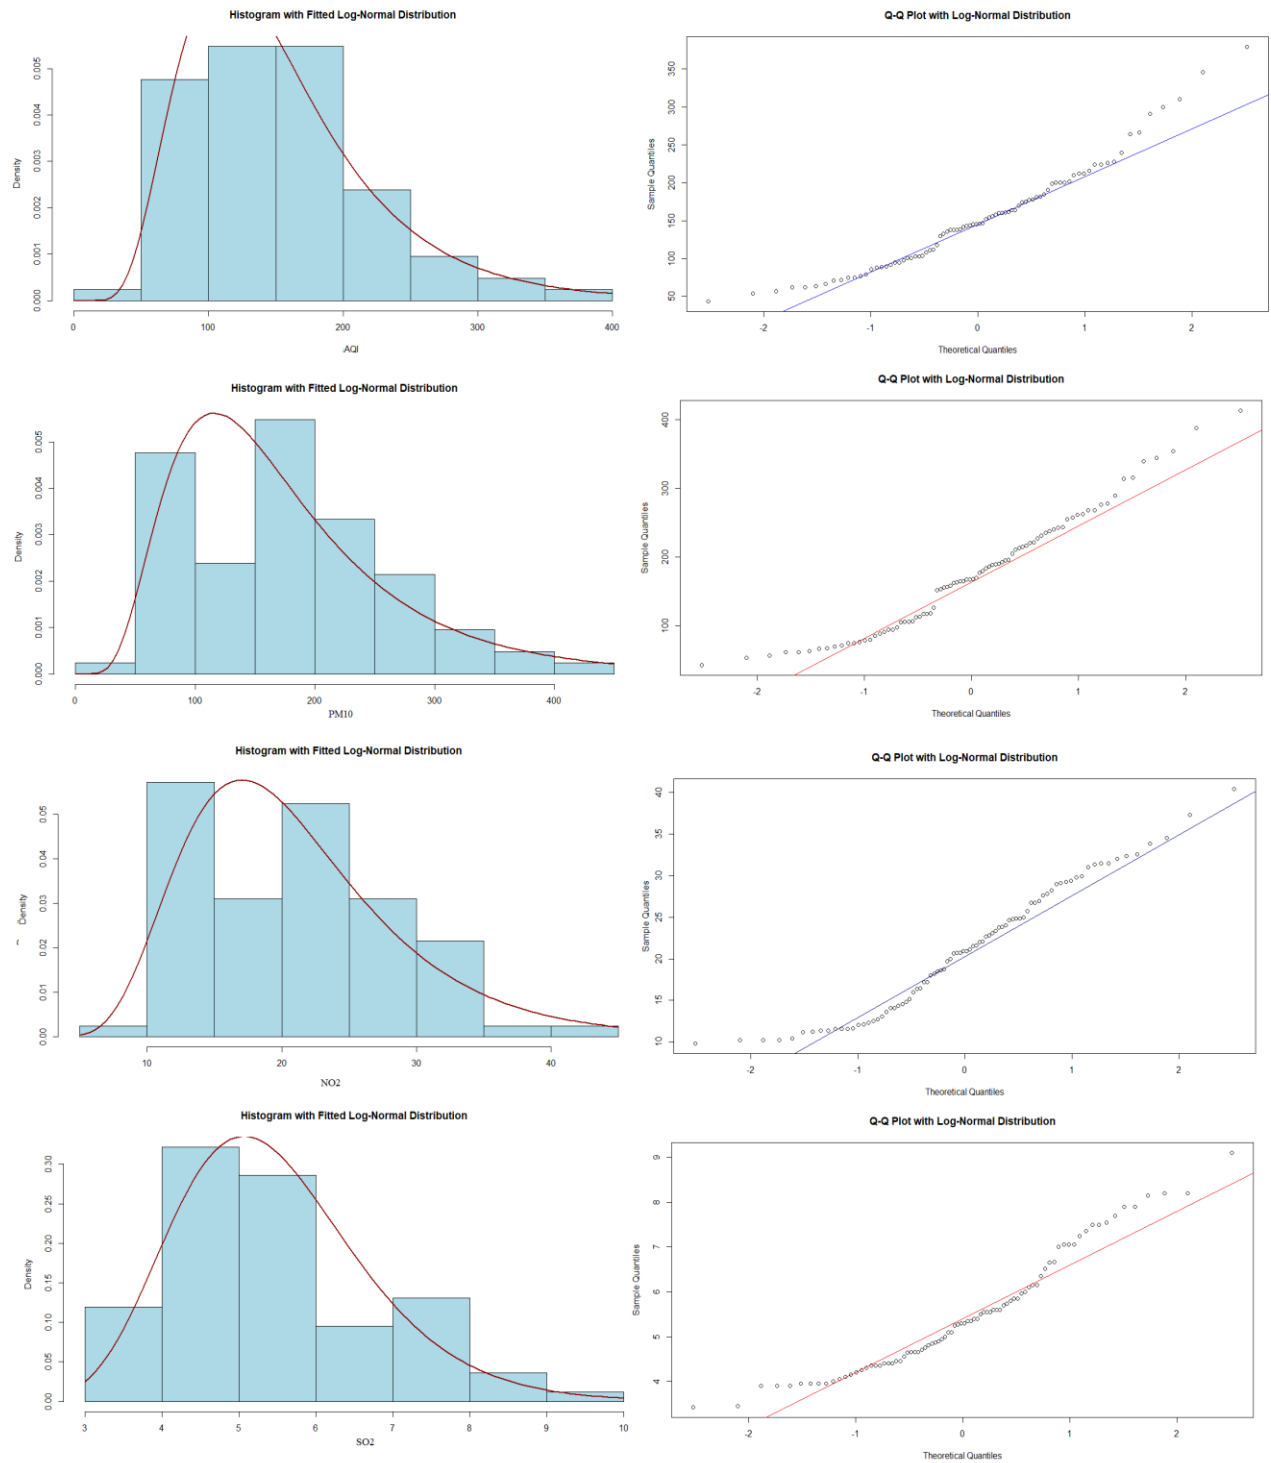 Histogram with Fitted Log-Normal Distribution
Density
0.000 0.001 0.002 0.003 0.004 0.005
0 100 200 300 400
AQI
Q-Q Plot with Log-Normal Distribution
Sample Quantiles
50 100 150 200 250 300 350
-2 -1 0 1 2
Theoretical Quantiles
Histogram with Fitted Log-Normal Distribution
Density
0.000 0.001 0.002 0.003 0.004 0.005
0 100 200 300 400
PM10
Q-Q Plot with Log-Normal Distribution
Sample Quantiles
100 200 300 400
-2 -1 0 1 2
Theoretical Quantiles
Histogram with Fitted Log-Normal Distribution
Density
0.00 0.01 0.02 0.03 0.04 0.05
10 20 30 40
NO2
Q-Q Plot with Log-Normal Distribution
Sample Quantiles
10 15 20 25 30 35 40
-2 -1 0 1 2
Theoretical Quantiles
Histogram with Fitted Log-Normal Distribution
Density
0.00 0.05 0.10 0.15 0.20 0.25 0.30
3 4 5 6 7 8 9 10
SO2
Q-Q Plot with Log-Normal Distribution
Sample Quantiles
4 5 6 7 8 9
-2 -1 0 1 2
Theoretical Quantiles